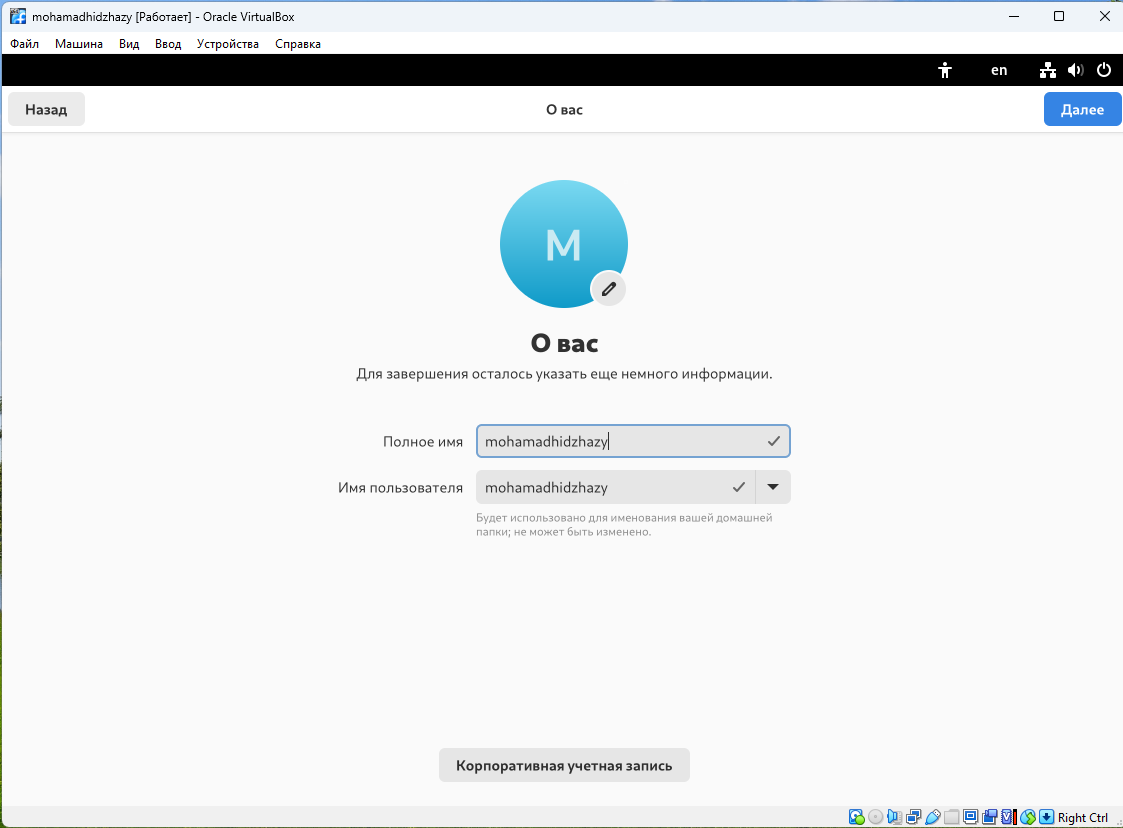 mohamadhidzhazy [Работает] - Oracle VirtualBox
Файл Машина Вид Ввод Устройства Справка
en
Назад О вас Далее
M
О вас
Для завершения осталось указать еще немного информации.
Полное имя mohamadhidzhazy
Имя пользователя mohamadhidzhazy
Будет использовано для именования вашей домашней
папки; не может быть изменено.
Корпоративная учетная запись
Right Ctrl